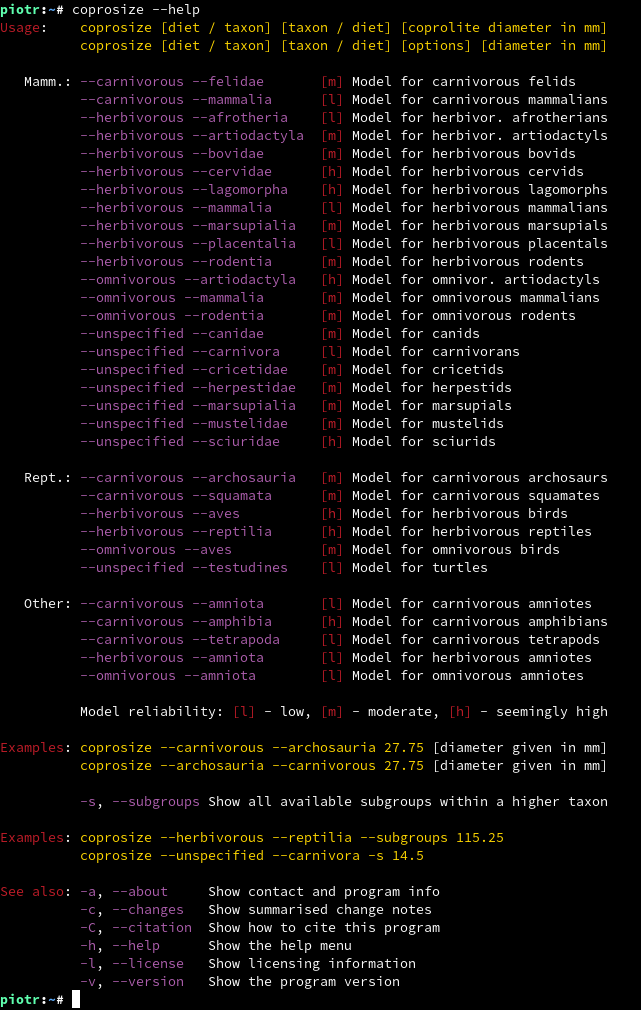 piotr:~# coprosize --help
Usage: coprosize [diet / taxon] [taxon / diet] [coprolite diameter in mm]
coprosize [diet / taxon] [taxon / diet] [options] [diameter in mm]
Mamm.: --carnivorous --felidae [m] Model for carnivorous felids
--carnivorous --mammalia [l] Model for carnivorous mammalians
--herbivorous --afrotheria [l] Model for herbivor. afrotherians
--herbivorous --artiodactyla [m] Model for herbivor. artiodactyls
--herbivorous --bovidae [m] Model for herbivorous bovids
--herbivorous --cervidae [h] Model for herbivorous cervids
--herbivorous --lagomorpha [h] Model for herbivorous lagomorphs
--herbivorous --mammalia [l] Model for herbivorous mammalians
--herbivorous --marsupialia [m] Model for herbivorous marsupials
--herbivorous --placentalia [l] Model for herbivorous placentals
--herbivorous --rodentia [m] Model for herbivorous rodents
--omnivorous --artiodactyla [h] Model for omnivor. artiodactyls
--omnivorous --mammalia [m] Model for omnivorous mammalians
--omnivorous --rodentia [m] Model for omnivorous rodents
--unspecified --canidae [m] Model for canids
--unspecified --carnivora [l] Model for carnivorans
--unspecified --cricetidae [m] Model for cricetids
--unspecified --herpestidae [m] Model for herpestids
--unspecified --marsupialia [m] Model for marsupials
--unspecified --mustelidae [m] Model for mustelids
--unspecified --sciuridae [h] Model for sciurids
Rept.: --carnivorous --archosauria [m] Model for carnivorous archosaurs
--carnivorous --squamata [m] Model for carnivorous squamates
--herbivorous --aves [h] Model for herbivorous birds
--herbivorous --reptilia [h] Model for herbivorous reptiles
--omnivorous --aves [m] Model for omnivorous birds
--unspecified --testudines [l] Model for turtles
Other: --carnivorous --amniota [l] Model for carnivorous amniotes
--carnivorous --amphibia [h] Model for carnivorous amphibians
--carnivorous --tetrapoda [l] Model for carnivorous tetrapods
--herbivorous --amniota [l] Model for herbivorous amniotes
--omnivorous --amniota [l] Model for omnivorous amniotes
Model reliability: [l] - low, [m] - moderate, [h] - seemingly high
Examples: coprosize --carnivorous --archosauria 27.75 [diameter given in mm]
coprosize --archosauria --carnivorous 27.75 [diameter given in mm]
-s, --subgroups Show all available subgroups within a higher taxon
Examples: coprosize --herbivorous --reptilia --subgroups 115.25
coprosize --unspecified --carnivora -s 14.5
See also: -a, --about Show contact and program info
-c, --changes Show summarised change notes
-C, --citation Show how to cite this program
-h, --help Show the help menu
-l, --license Show licensing information
-v, --version Show the program version
piotr:~#